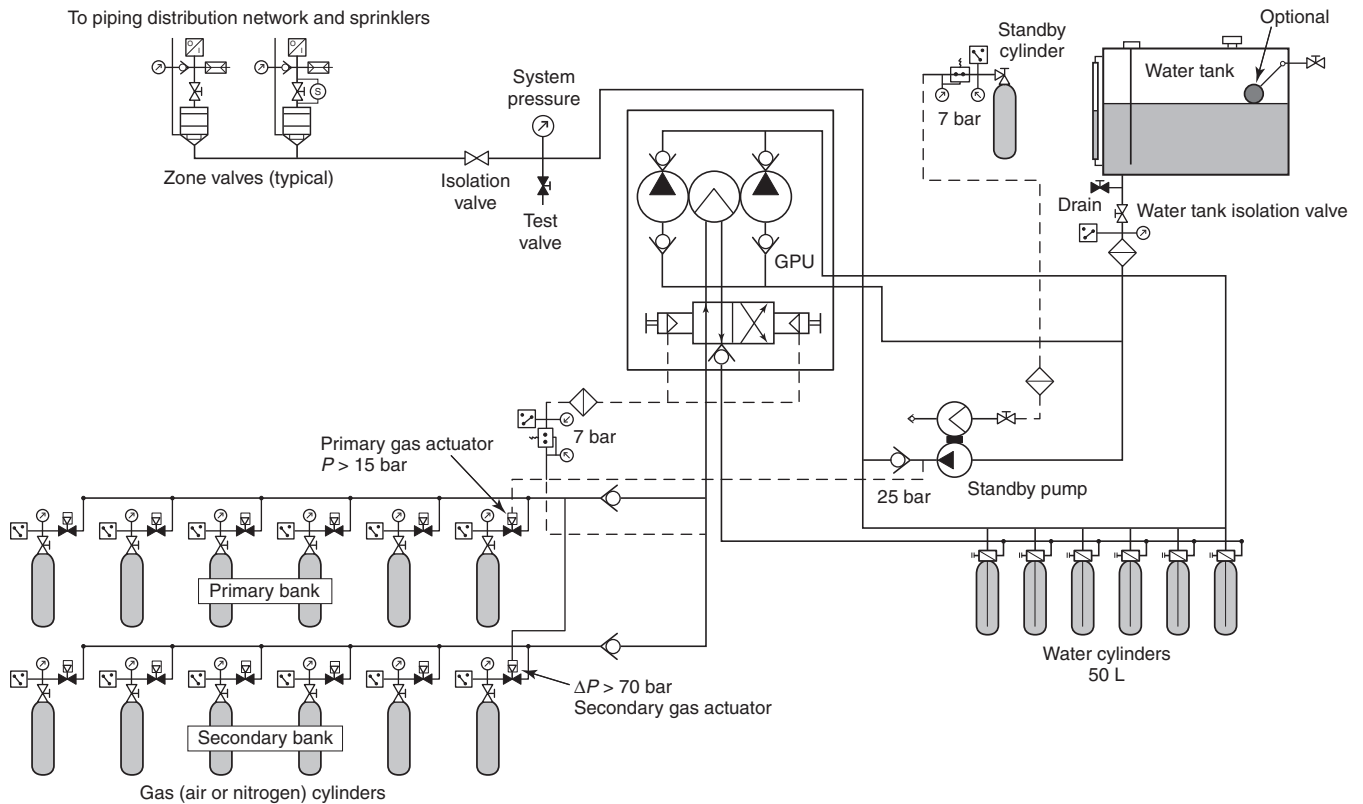 To piping distribution network and sprinklers
O
I
O
I
S
Zone valves (typical)
System
pressure
Isolation
valve
Test
valve
Standby
cylinder
7 bar
Optional
Water tank
Drain
Water tank isolation valve
GPU
7 bar
Primary gas actuator
P > 15 bar
25 bar
Standby pump
Primary bank
Water cylinders
50 L
ΔP > 70 bar
Secondary gas actuator
Secondary bank
Gas (air or nitrogen) cylinders